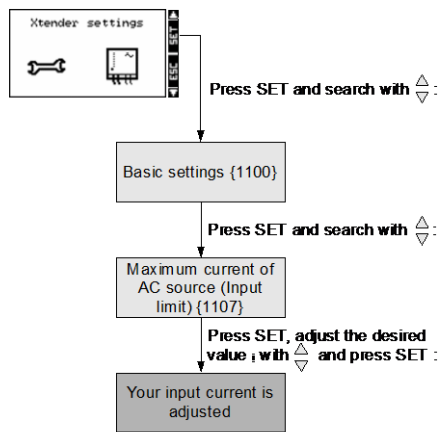 Xtender settings
SET
ESC
Press SET and search with :
Basic settings {1100}
Press SET and search with :
Maximum current of
AC source (Input
limit) {1107}
Press SET, adjust the desired
value , with and press SET :
Your input current is
adjusted